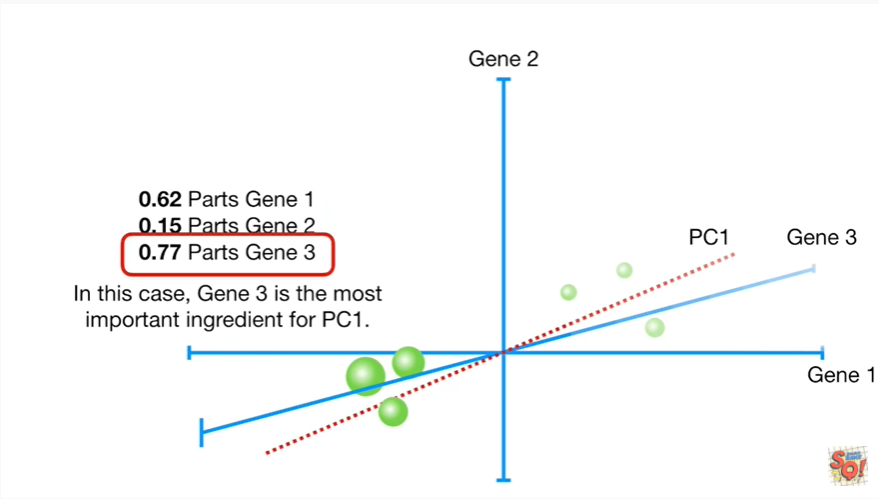 Gene 2
0.62 Parts Gene 1
0.15 Parts Gene 2
0.77 Parts Gene 3
In this case, Gene 3 is the most
important ingredient for PC1.
PC1
Gene 3
Gene 1
SQ!